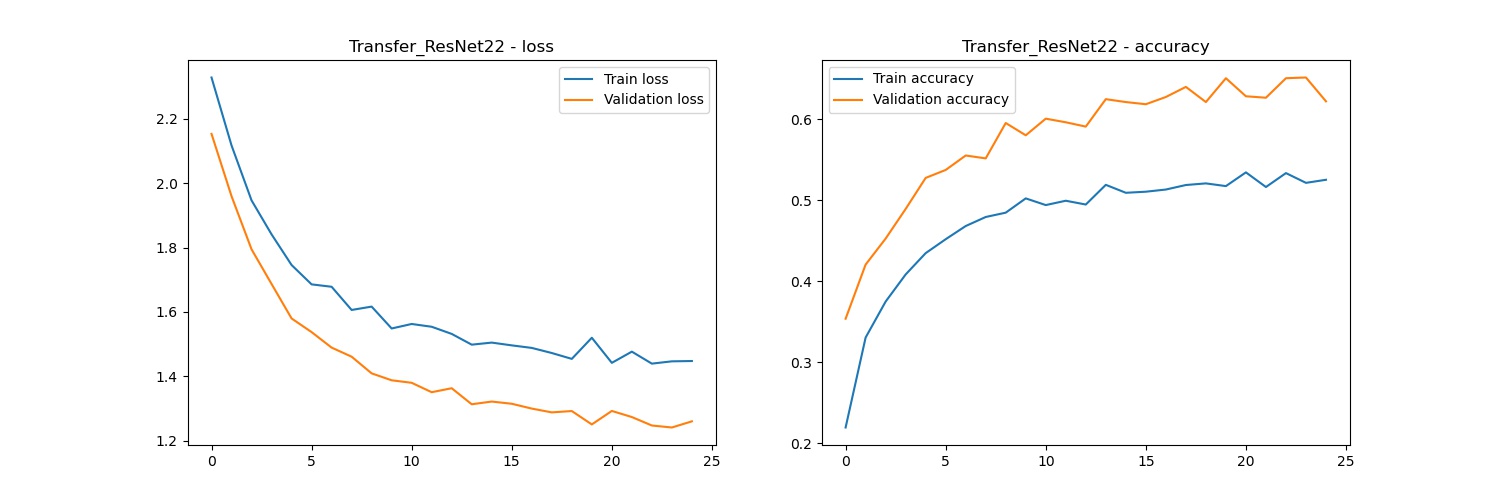 Transfer_ResNet22 - loss
Train loss
Validation loss
2.2
2.0
1.8
1.6
1.4
1.2
0 5 10 15 20 25
Transfer_ResNet22 - accuracy
Train accuracy
Validation accuracy
0.6
0.5
0.4
0.3
0.2
0 5 10 15 20 25